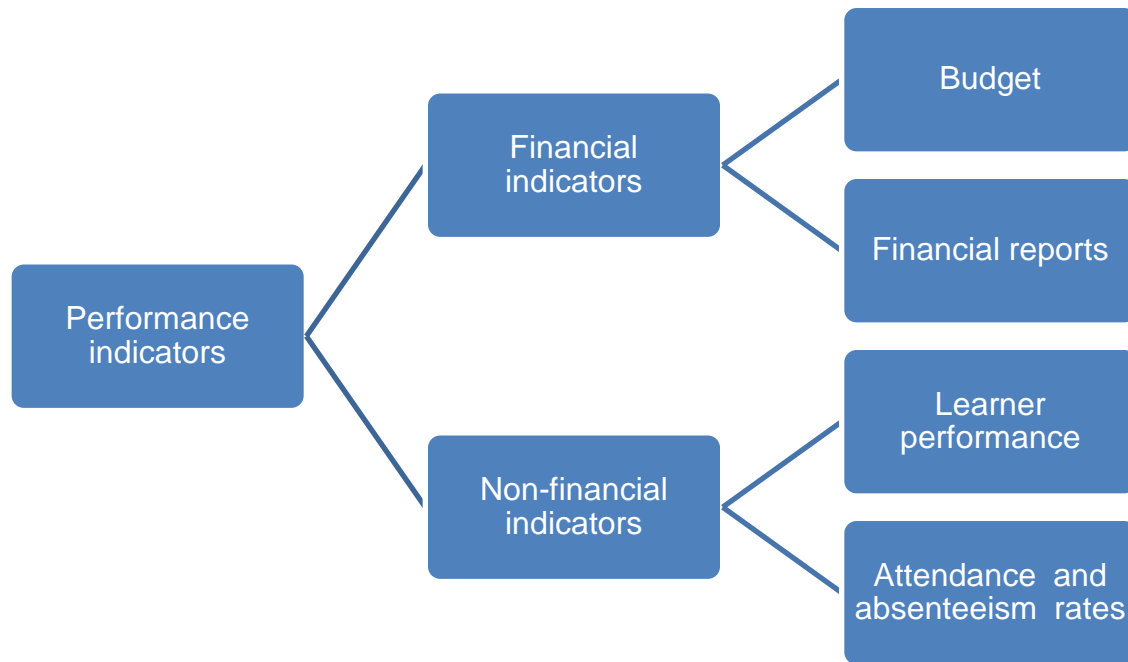 Performance
indicators
Financial
indicators
Budget
Financial reports
Non-financial
indicators
Learner
performance
Attendance and
absenteeism rates